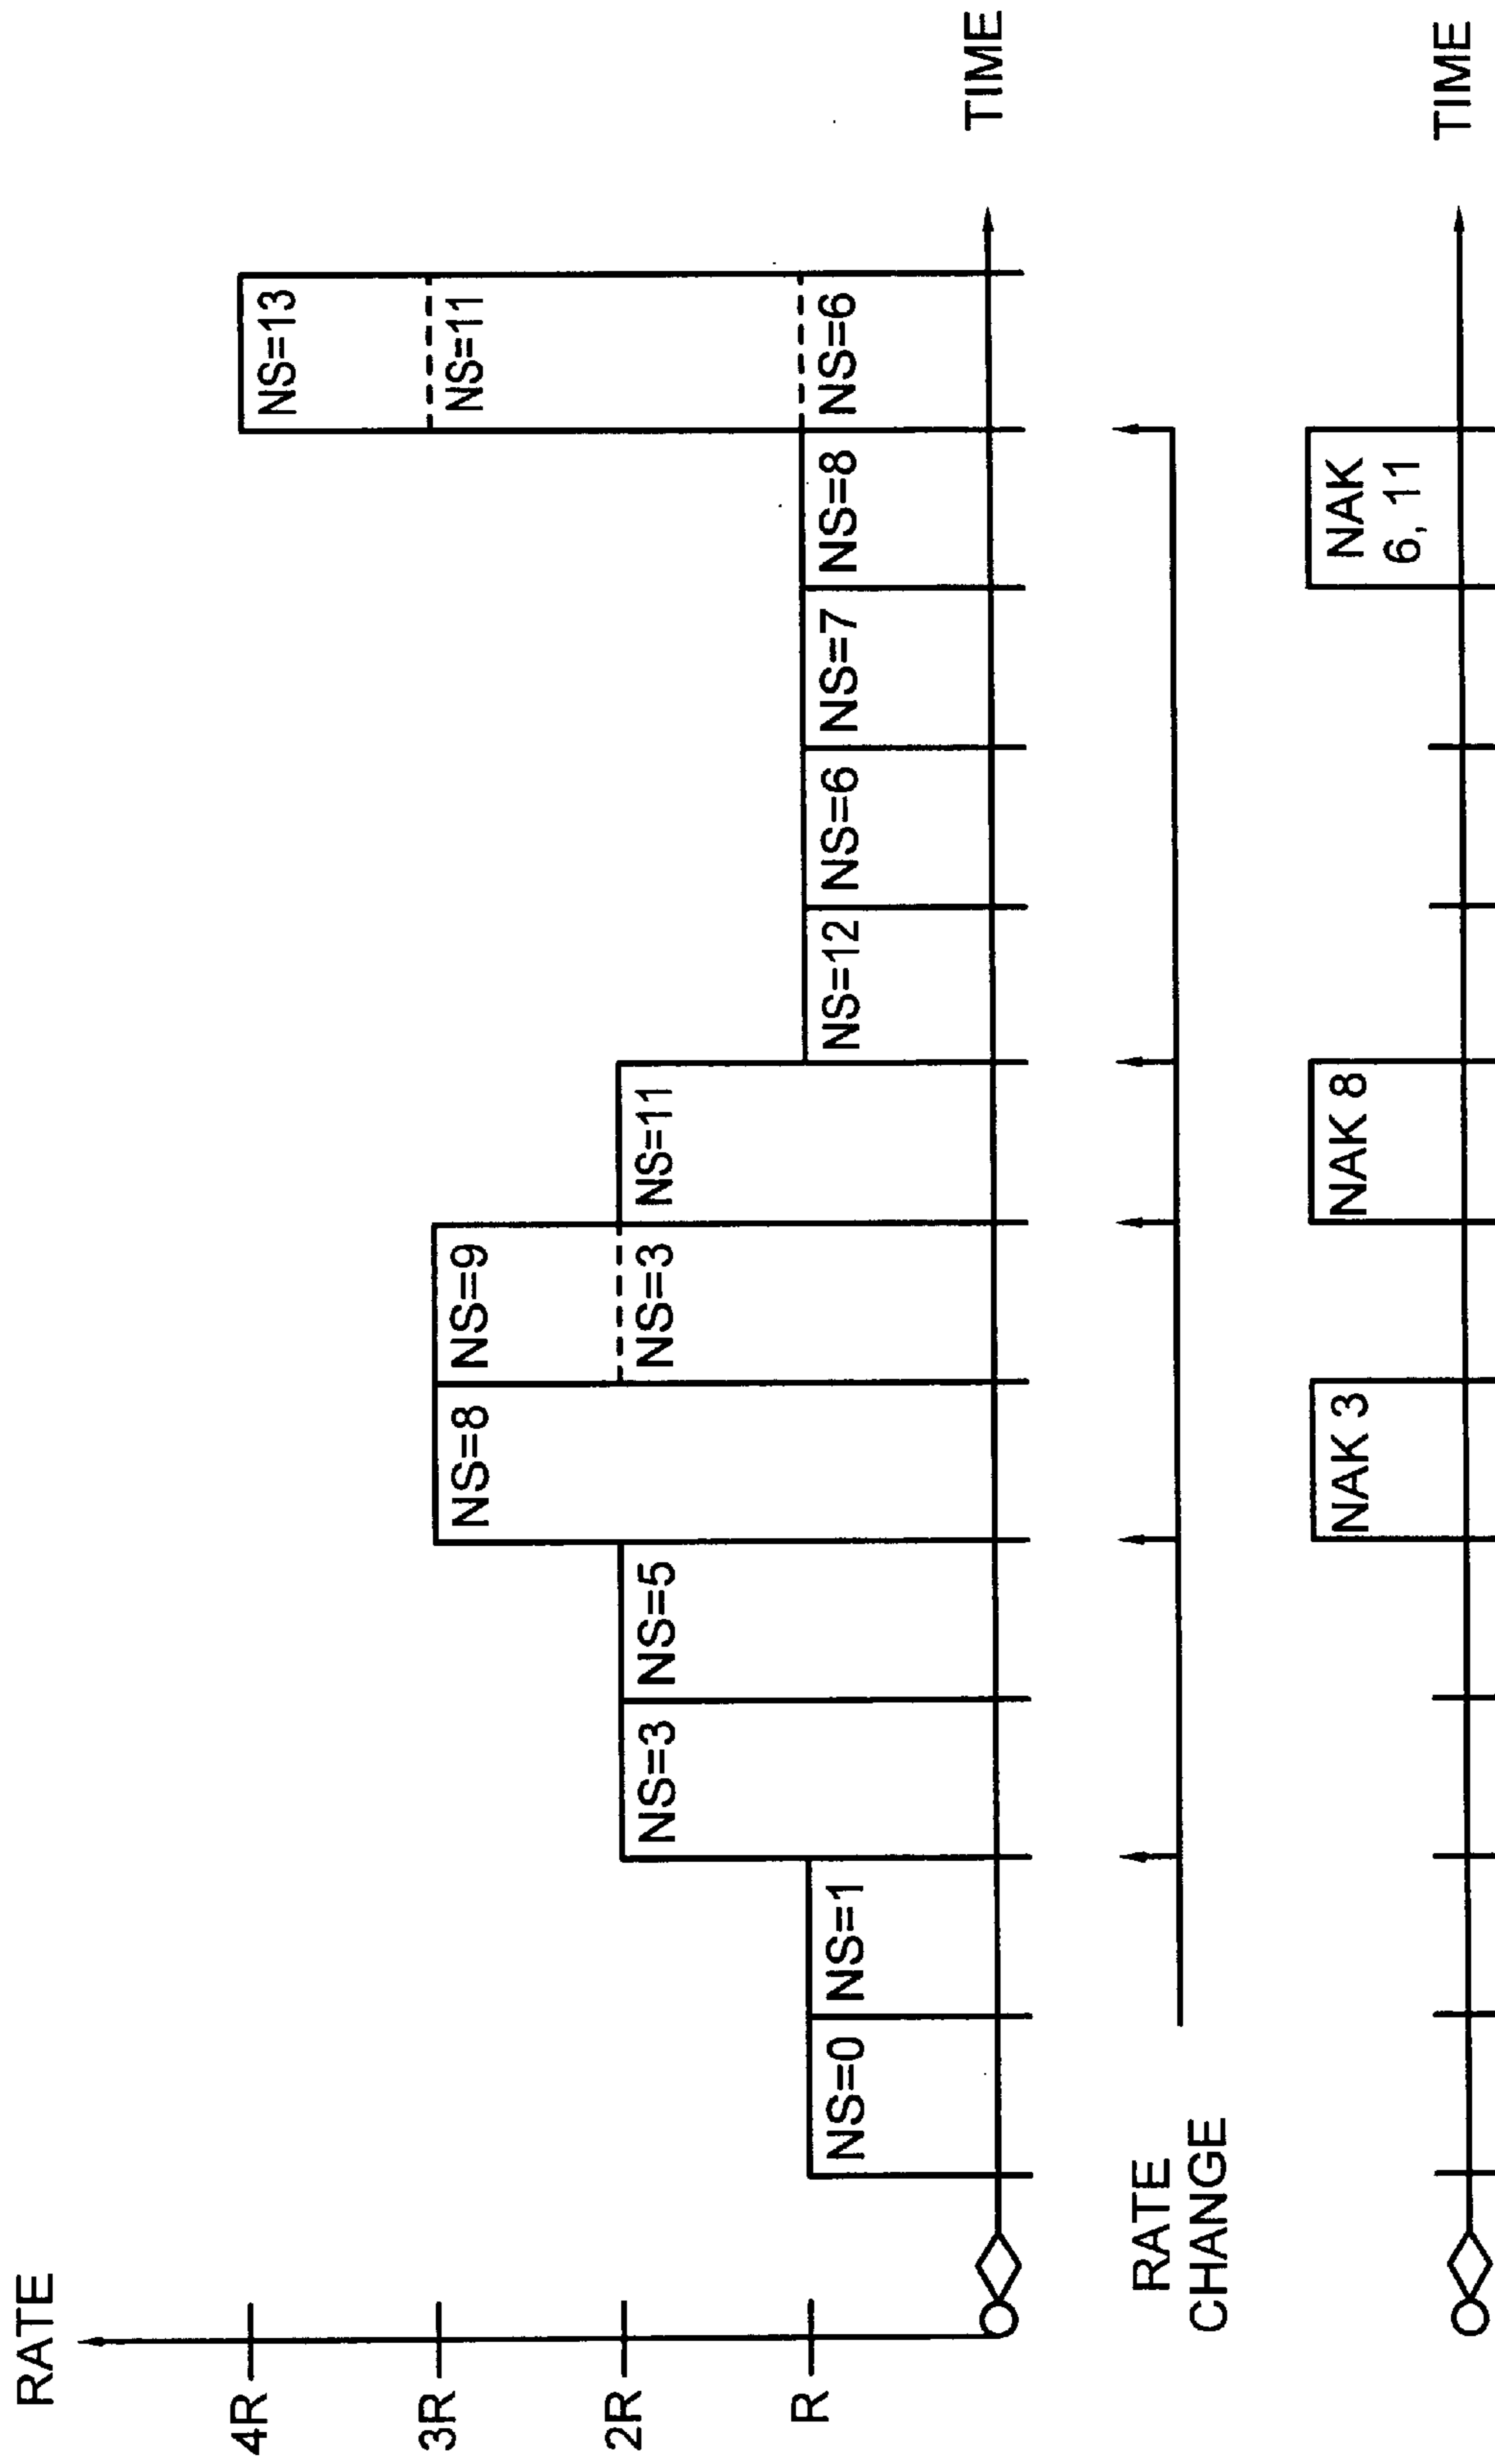 RATE
4R
3R
2R
R
NS=0
NS=1
NS=3
NS=5
NS=8
NS=9
NS=3
NS=11
NS=12
NS=6
NS=7
NS=8
NS=13
NS=11
NS=6
TIME
RATE
CHANGE
NAK 3
NAK 8
NAK
6, 11
TIME